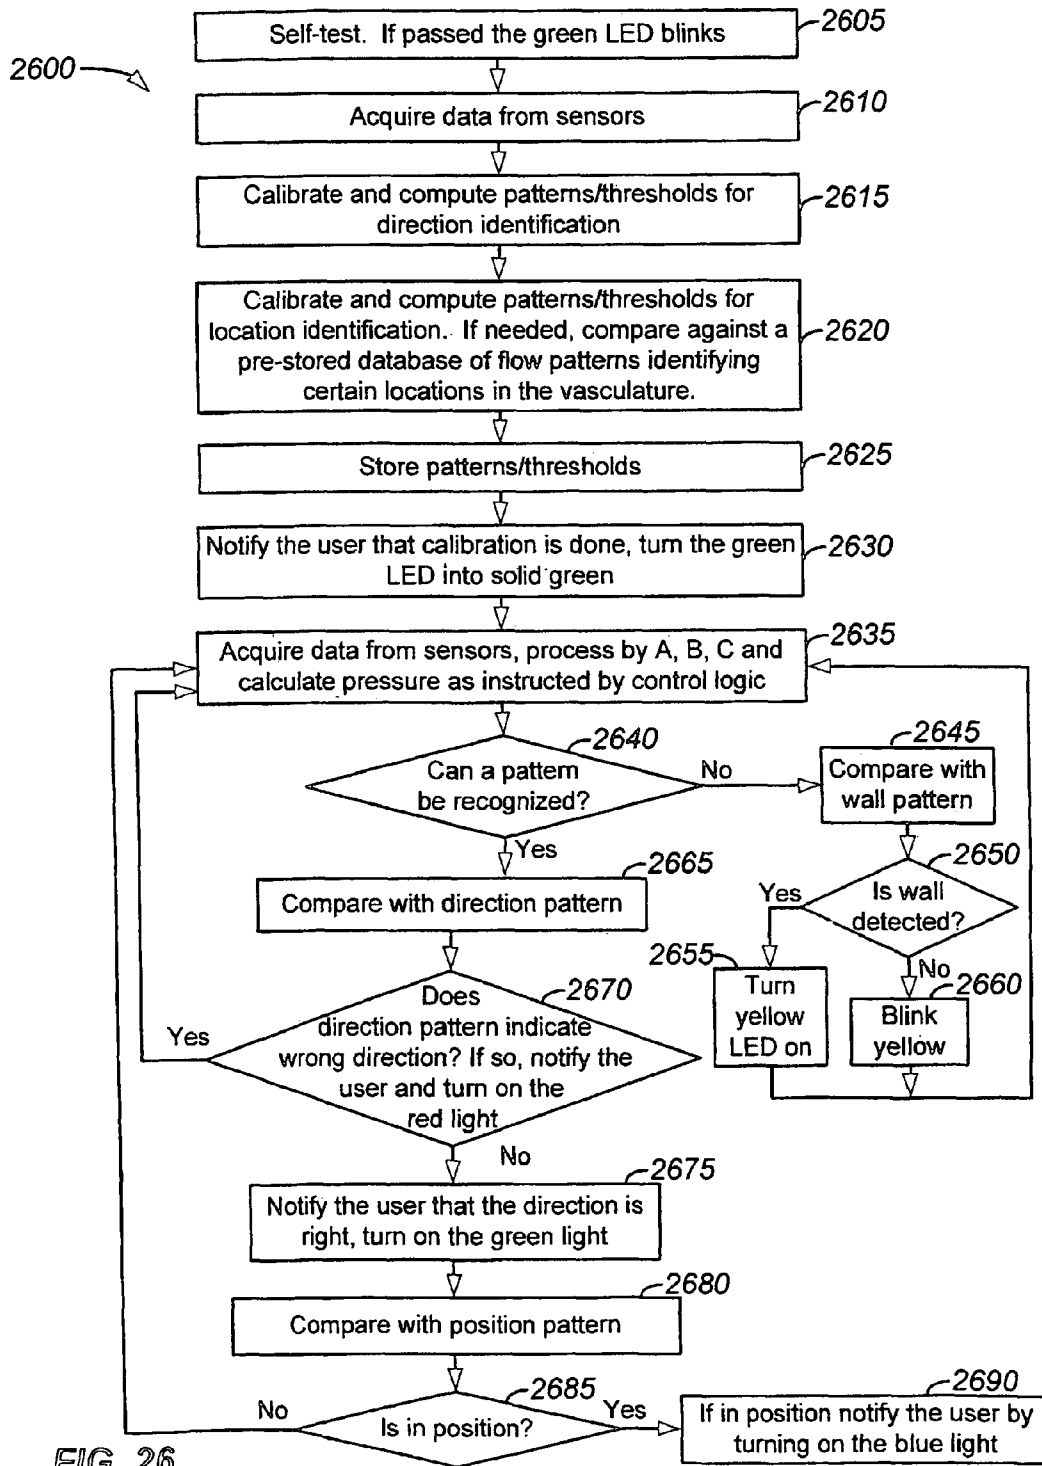 Self-test. If passed the green LED blinks
2605
2600
Acquire data from sensors
2610
Calibrate and compute patterns/thresholds for
direction identification
2615
Calibrate and compute patterns/thresholds for
location identification. If needed, compare against a
pre-stored database of flow patterns identifying
certain locations in the vasculature.
2620
Store patterns/thresholds
2625
Notify the user that calibration is done, turn the green
LED into solid green
2630
Acquire data from sensors, process by A, B, C and
calculate pressure as instructed by control logic
2635
Can a pattern
be recognized?
2640
No
Compare with
wall pattern
2645
Yes
Compare with direction pattern
2665
Is wall
detected?
2650
Yes
No
Turn
yellow
LED on
2655
Blink
yellow
2660
Does
direction pattern indicate
wrong direction? If so, notify the
user and turn on the
red light
2670
Yes
No
Notify the user that the direction is
right, turn on the green light
2675
Compare with position pattern
2680
Is in position?
2685
No
Yes
If in position notify the user by
turning on the blue light
2690
FIG. 26